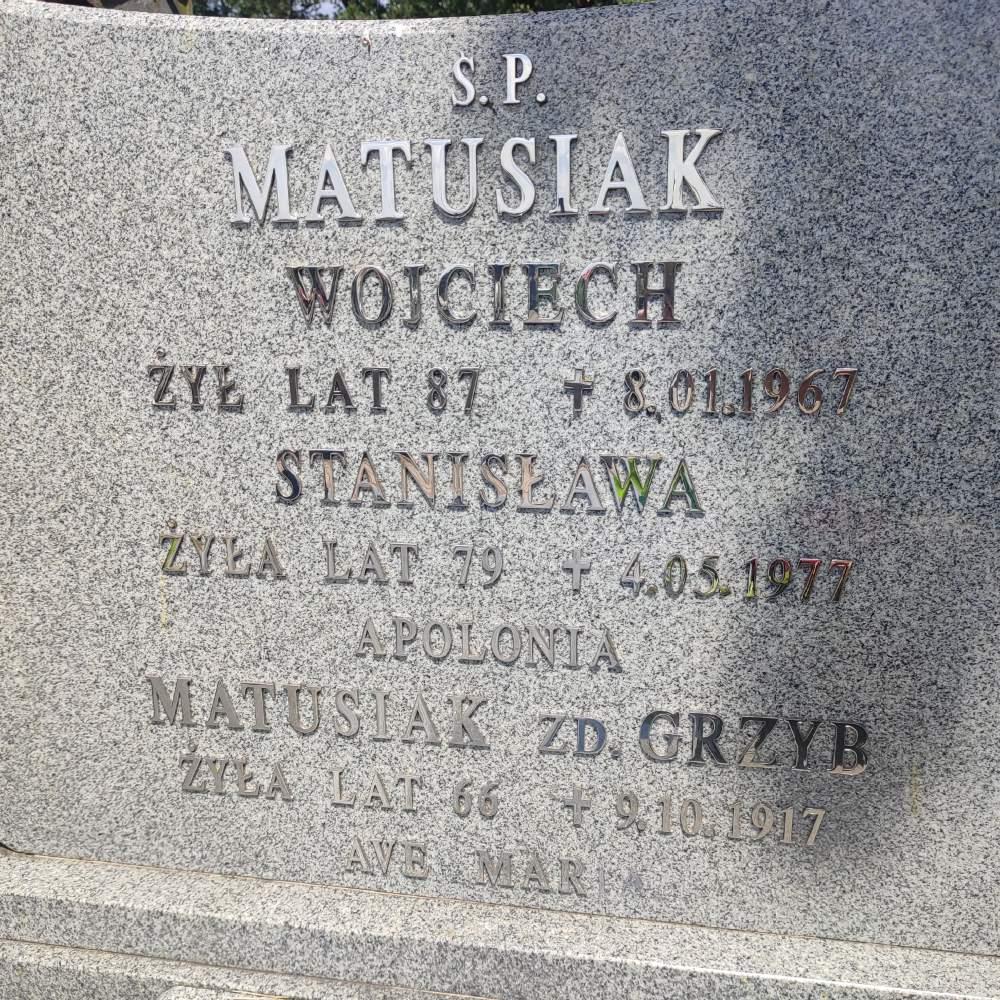 S.P.
MATUSIAK
WOJCIECH
ŻYŁ LAT 87 ✝ 8.01.1967
STANISŁAWA
ŻYŁA LAT 79 ✝ 4.05.1977
APOLONIA
MATUSIAK ZD. GRZYB
ŻYŁA LAT 66 ✝ 9.10.1917
AVE MARIA